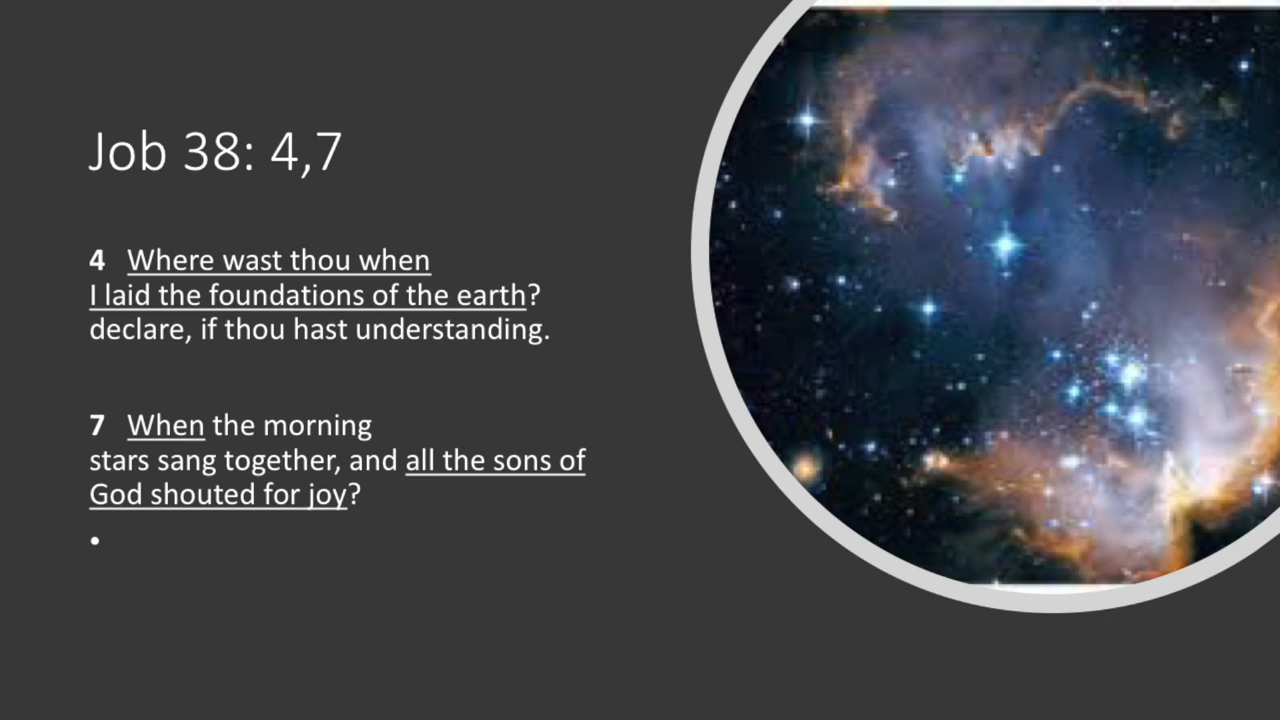 Job 38: 4,7
4 Where wast thou when
I laid the foundations of the earth?
declare, if thou hast understanding.
7 When the morning
stars sang together, and all the sons of
God shouted for joy?
•